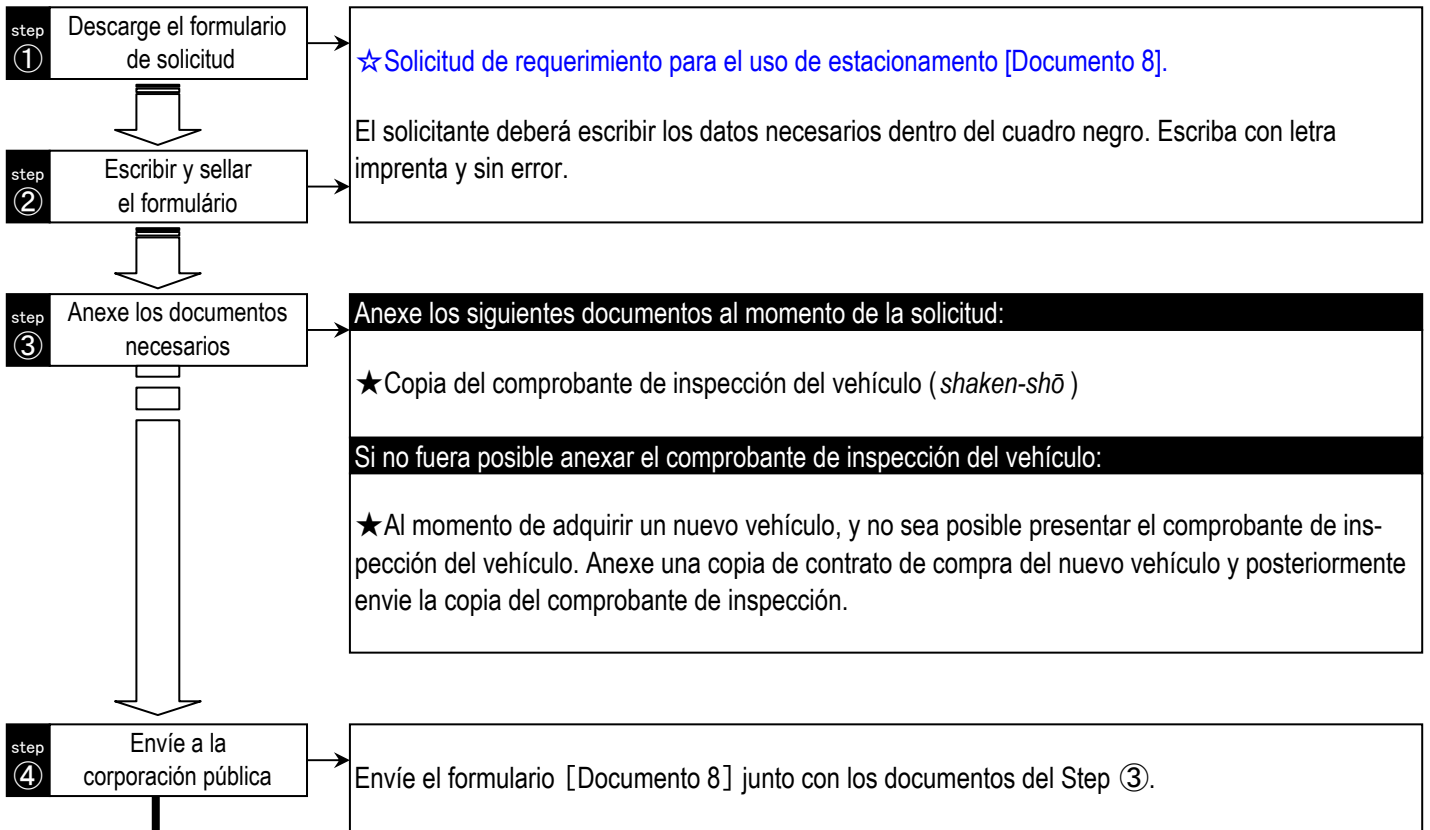 step
①
Descarge el formulario
de solicitud
☆Solicitud de requerimiento para el uso de estacionamento [Documento 8].
El solicitante deberá escribir los datos necesarios dentro del cuadro negro. Escriba con letra
imprenta y sin error.
step
②
Escribir y sellar
el formulário
step
③
Anexe los documentos
necesarios
Anexe los siguientes documentos al momento de la solicitud:
★Copia del comprobante de inspección del vehículo (shaken-shō)
Si no fuera posible anexar el comprobante de inspección del vehículo:
★Al momento de adquirir un nuevo vehículo, y no sea posible presentar el comprobante de ins-
pección del vehículo. Anexe una copia de contrato de compra del nuevo vehículo y posteriormente
envie la copia del comprobante de inspección.
step
④
Envíe a la
corporación pública
Envíe el formulario［Documento 8］junto con los documentos del Step ③.